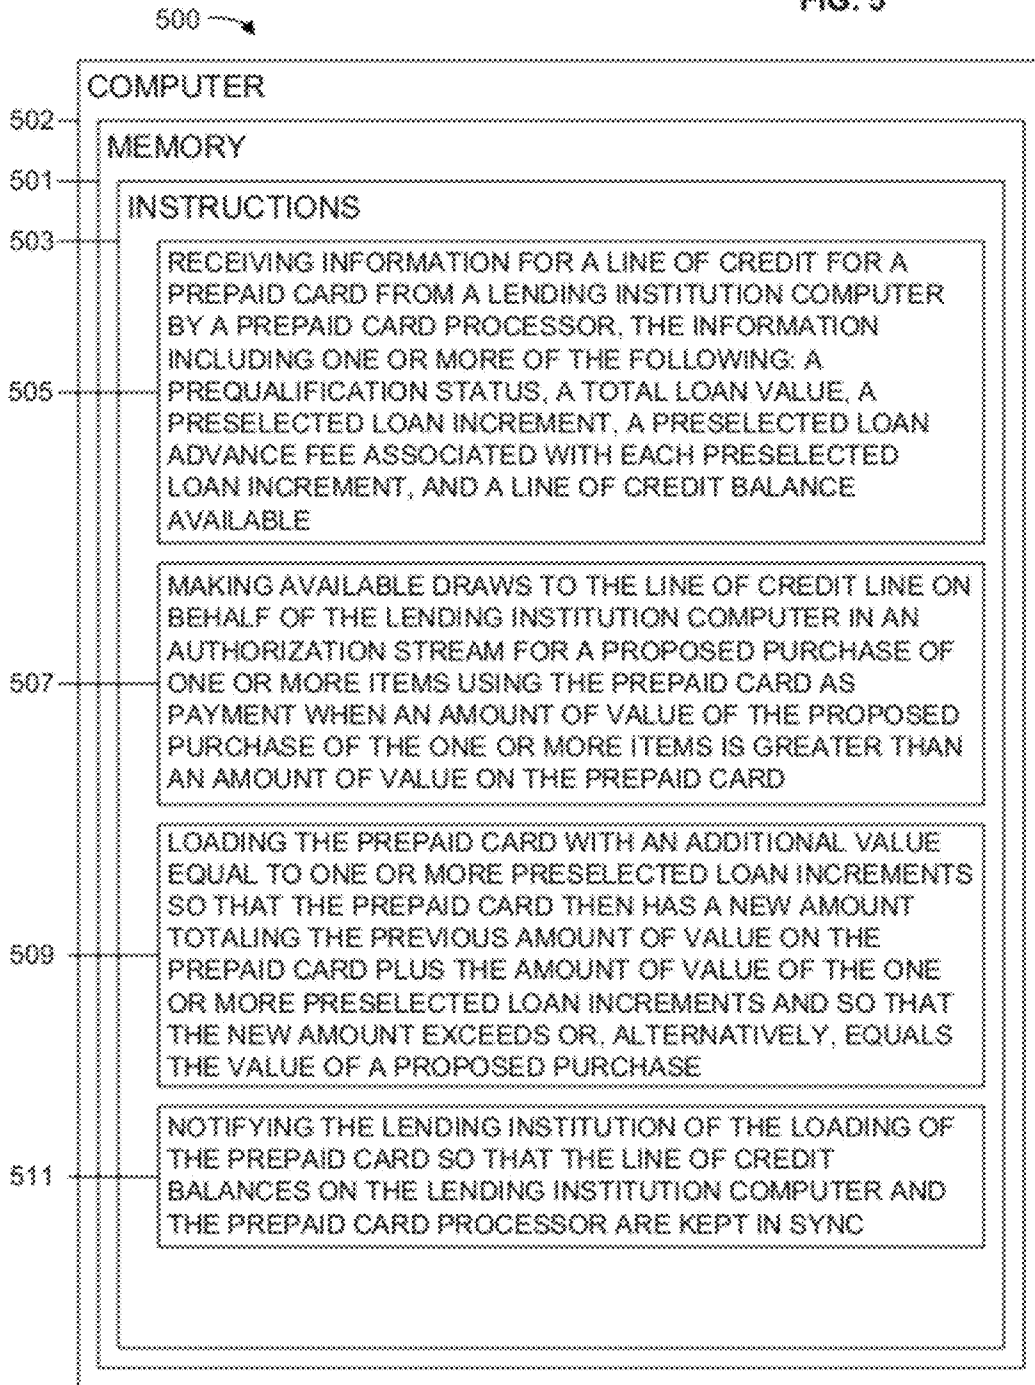 FIG. 5
500
COMPUTER
502
MEMORY
501
INSTRUCTIONS
503
RECEIVING INFORMATION FOR A LINE OF CREDIT FOR A
PREPAID CARD FROM A LENDING INSTITUTION COMPUTER
BY A PREPAID CARD PROCESSOR, THE INFORMATION
INCLUDING ONE OR MORE OF THE FOLLOWING: A
505
PREQUALIFICATION STATUS, A TOTAL LOAN VALUE, A
PRESELECTED LOAN INCREMENT, A PRESELECTED LOAN
ADVANCE FEE ASSOCIATED WITH EACH PRESELECTED
LOAN INCREMENT, AND A LINE OF CREDIT BALANCE
AVAILABLE
MAKING AVAILABLE DRAWS TO THE LINE OF CREDIT LINE ON
BEHALF OF THE LENDING INSTITUTION COMPUTER IN AN
AUTHORIZATION STREAM FOR A PROPOSED PURCHASE OF
507
ONE OR MORE ITEMS USING THE PREPAID CARD AS
PAYMENT WHEN AN AMOUNT OF VALUE OF THE PROPOSED
PURCHASE OF THE ONE OR MORE ITEMS IS GREATER THAN
AN AMOUNT OF VALUE ON THE PREPAID CARD
LOADING THE PREPAID CARD WITH AN ADDITIONAL VALUE
EQUAL TO ONE OR MORE PRESELECTED LOAN INCREMENTS
SO THAT THE PREPAID CARD THEN HAS A NEW AMOUNT
TOTALING THE PREVIOUS AMOUNT OF VALUE ON THE
509
PREPAID CARD PLUS THE AMOUNT OF VALUE OF THE ONE
OR MORE PRESELECTED LOAN INCREMENTS AND SO THAT
THE NEW AMOUNT EXCEEDS OR, ALTERNATIVELY, EQUALS
THE VALUE OF A PROPOSED PURCHASE
NOTIFYING THE LENDING INSTITUTION OF THE LOADING OF
THE PREPAID CARD SO THAT THE LINE OF CREDIT
511
BALANCES ON THE LENDING INSTITUTION COMPUTER AND
THE PREPAID CARD PROCESSOR ARE KEPT IN SYNC